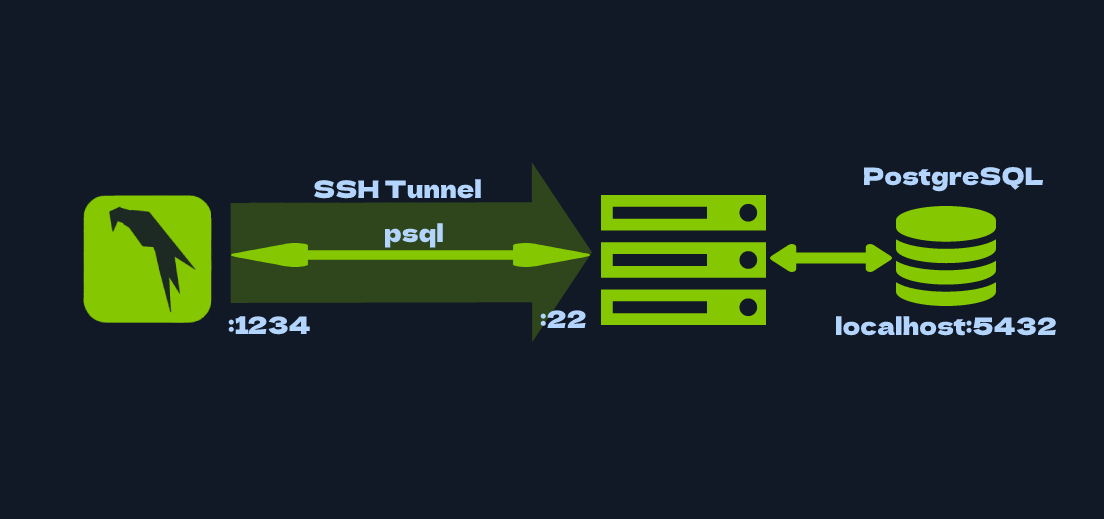 SSH Tunnel
psql
:1234
:22
PostgreSQL
localhost:5432